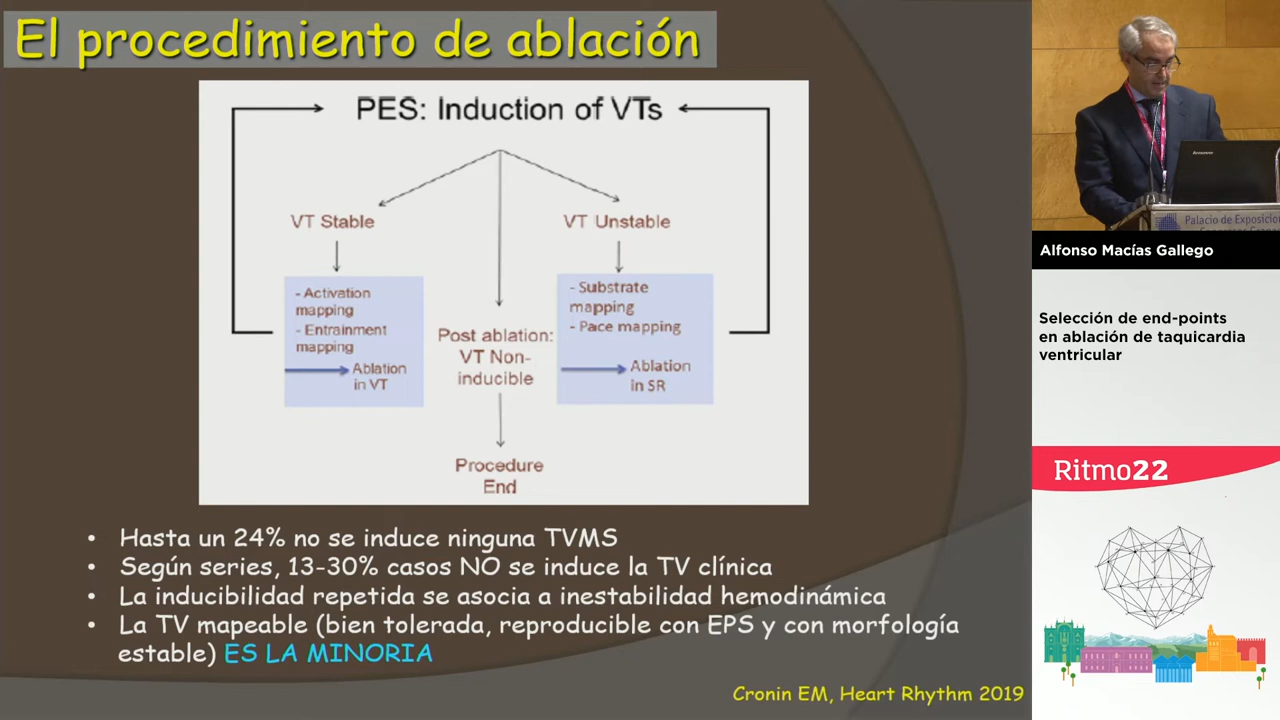 El procedimiento de ablación
PES: Induction of VTs
VT Stable
VT Unstable
- Activation
mapping
- Entrainment
mapping
Ablation
in VT
Post ablation:
VT Non-
inducible
- Substrate
mapping
- Pace mapping
Ablation
in SR
Procedure
End
• Hasta un 24% no se induce ninguna TVMS
• Según series, 13-30% casos NO se induce la TV clínica
• La inducibilidad repetida se asocia a inestabilidad hemodinámica
• La TV mapeable (bien tolerada, reproducible con EPS y con morfología
estable) ES LA MINORIA
Cronin EM, Heart Rhythm 2019
Palacio de Exposicion
Alfonso Macías Gallego
Selección de end-points
en ablación de taquicardia
ventricular
Ritmo22